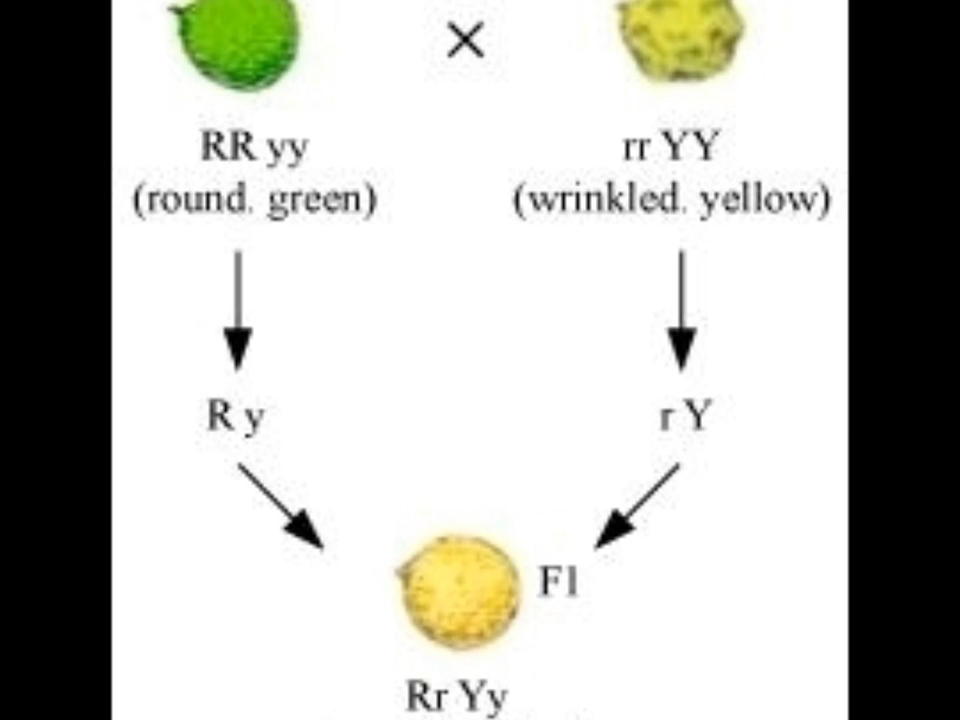 ×
RR yy
rr YY
(round. green)
(wrinkled. yellow)
R y
r Y
F1
Rr Yy